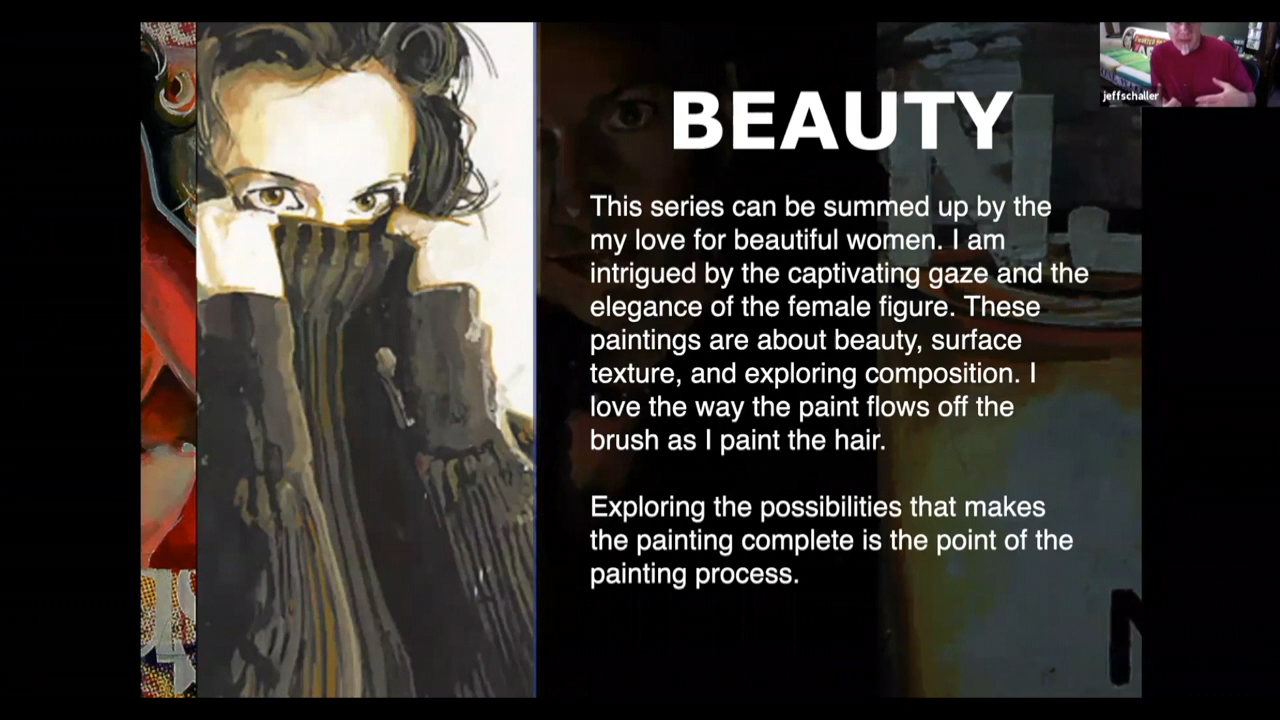 BEAUTY
jeffschaller
This series can be summed up by the
my love for beautiful women. I am
intrigued by the captivating gaze and the
elegance of the female figure. These
paintings are about beauty, surface
texture, and exploring composition. I
love the way the paint flows off the
brush as I paint the hair.
Exploring the possibilities that makes
the painting complete is the point of the
painting process.